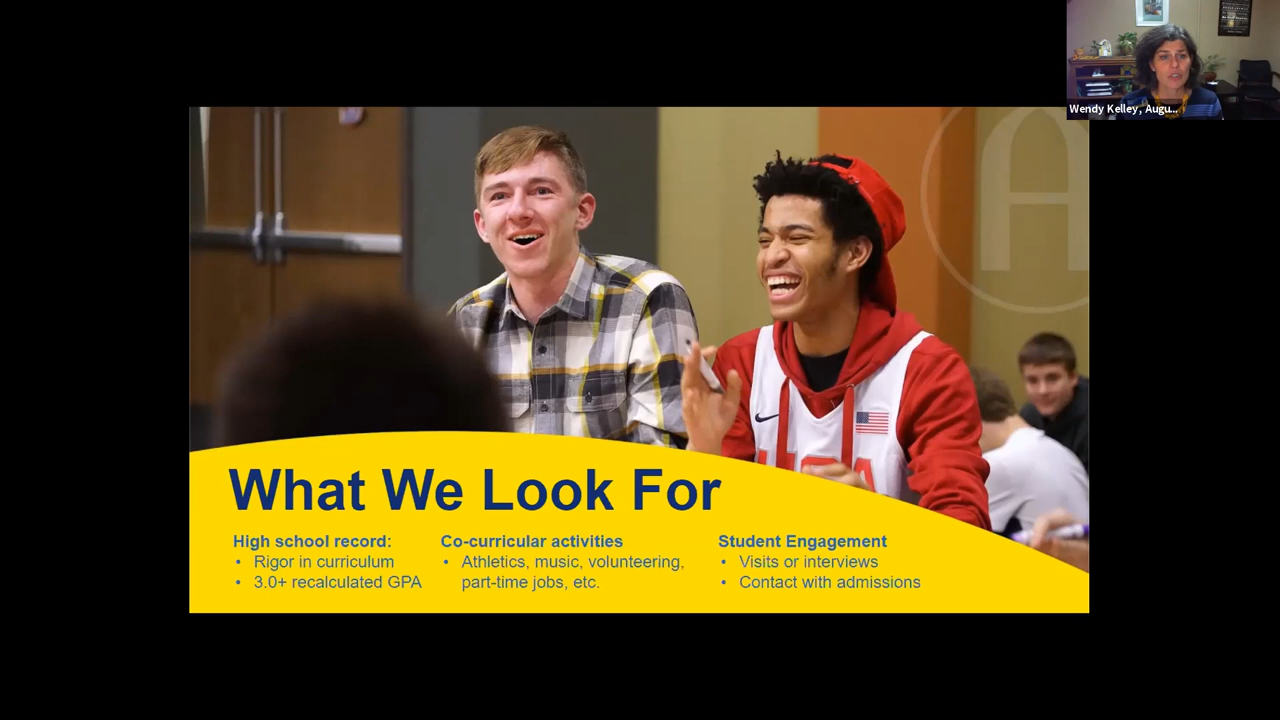 Wendy Kelley, Augu...
A
What We Look For
High school record:
• Rigor in curriculum
• 3.0+ recalculated GPA
Co-curricular activities
• Athletics, music, volunteering,
part-time jobs, etc.
Student Engagement
• Visits or interviews
• Contact with admissions